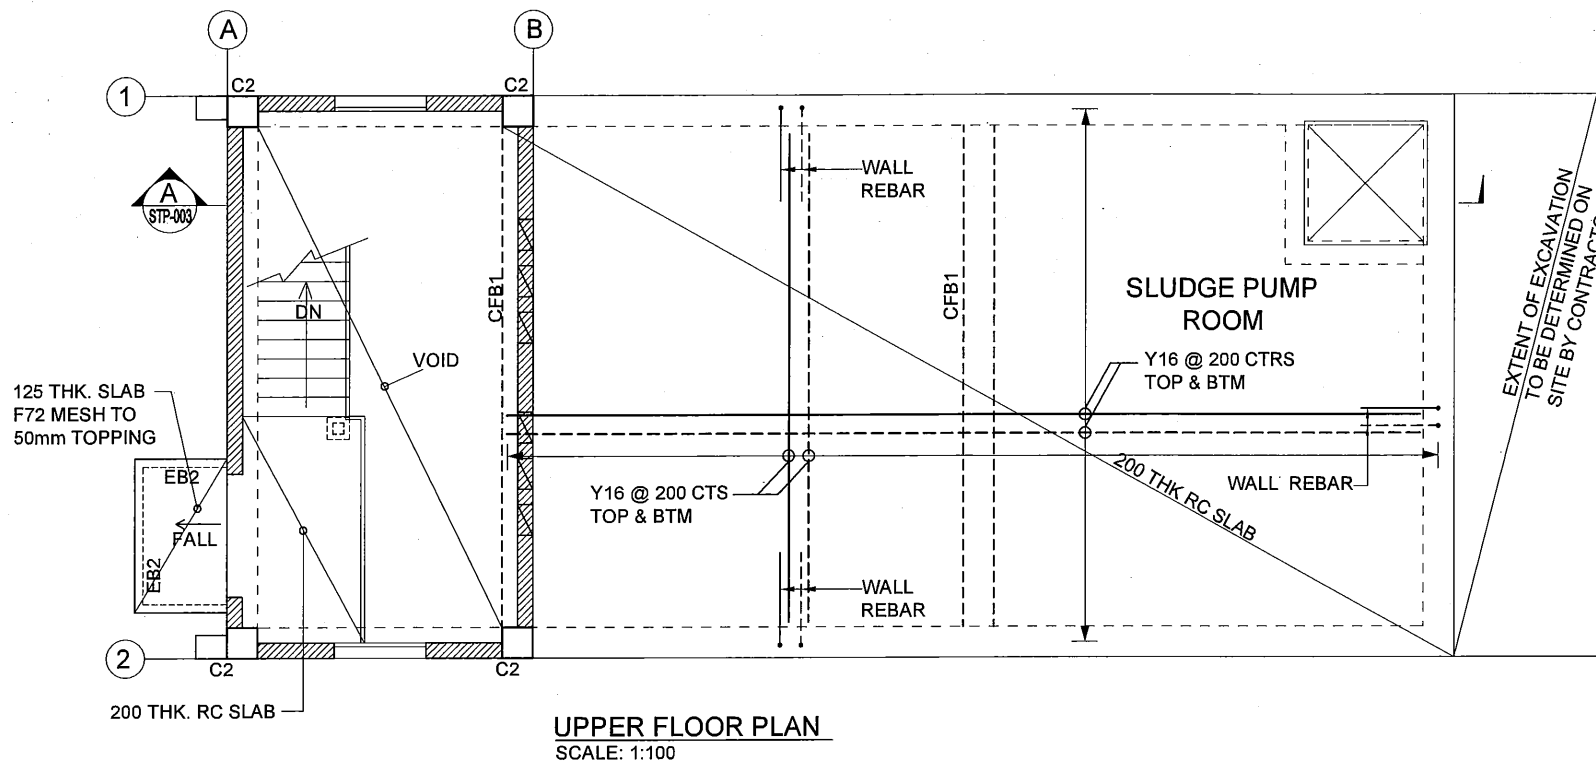 A
B
1
C2
C2
A
STP-003
WALL
REBAR
EXTENT OF EXCAVATION
TO BE DETERMINED ON
CFB1
CFB1
SLUDGE PUMP
ROOM
DN
VOID
Y16 @ 200 CTRS
TOP & BTM
125 THK. SLAB
F72 MESH TO
50mm TOPPING
EB2
FALL
EB2
Y16 @ 200 CTS
TOP & BTM
200 THK RC SLAB
WALL REBAR
WALL
REBAR
2
C2
C2
200 THK. RC SLAB
UPPER FLOOR PLAN
SCALE: 1:100
SITE BY